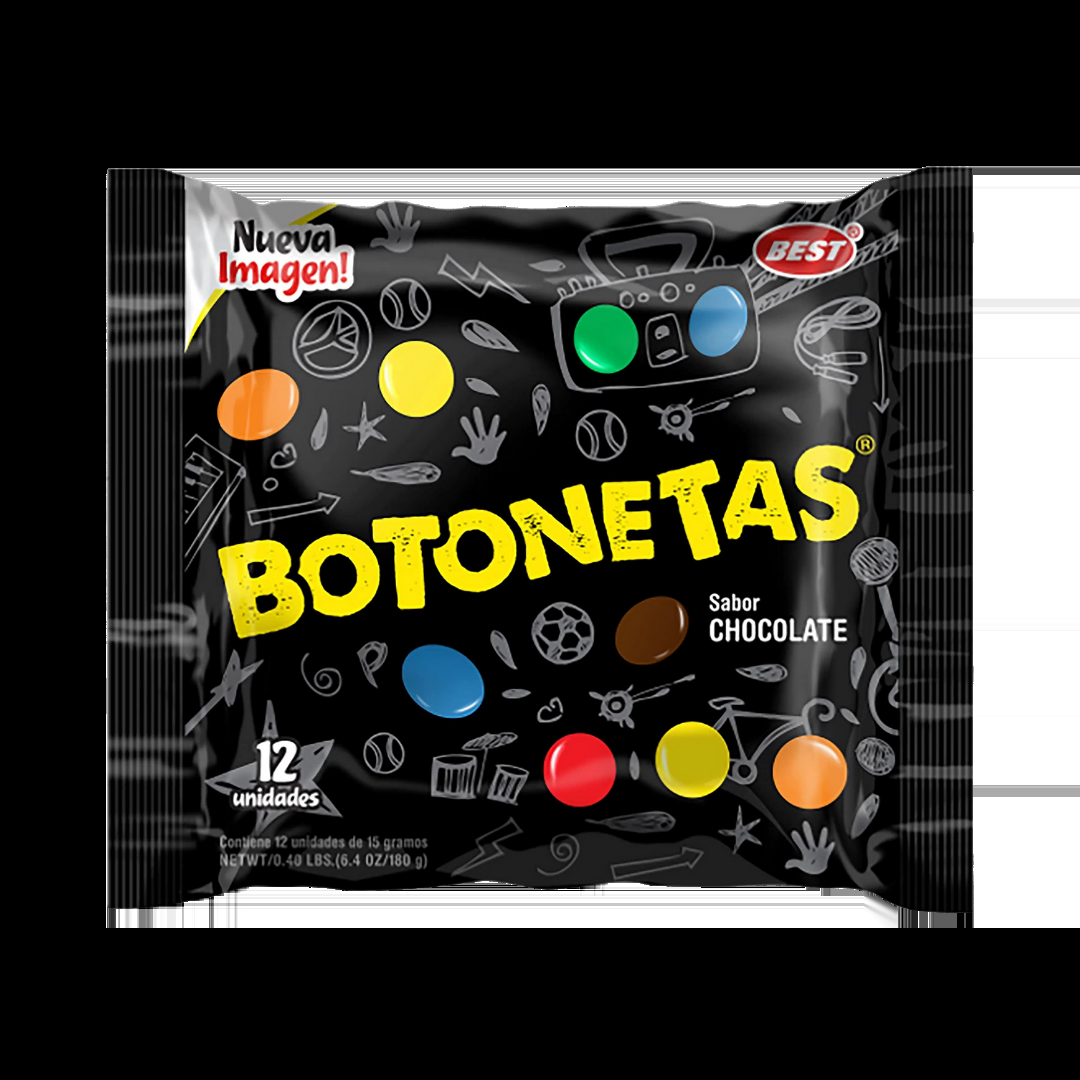 Nueva
Imagen!
BEST®
BOTONETAS®
Sabor
CHOCOLATE
12
unidades
Contiene 12 unidades de 15 gramos
NETWT/0.40 LBS.(6.4 OZ/180 g)